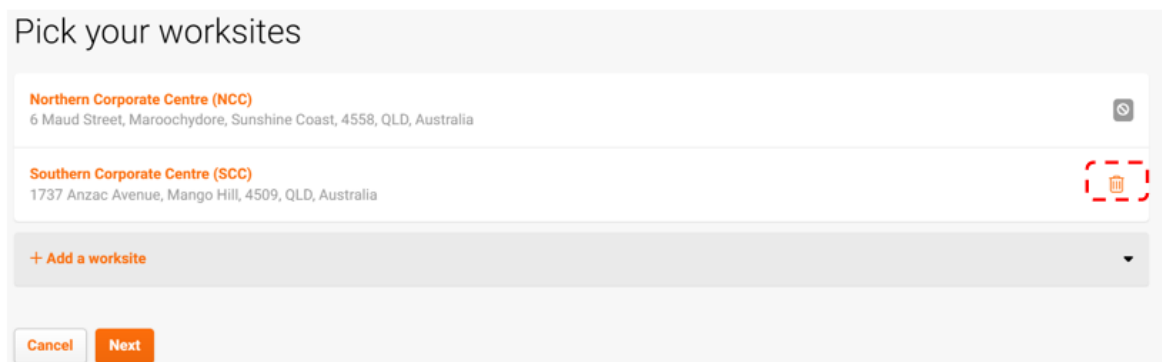 Pick your worksites
Northern Corporate Centre (NCC)
6 Maud Street, Maroochydore, Sunshine Coast, 4558, QLD, Australia
Southern Corporate Centre (SCC)
1737 Anzac Avenue, Mango Hill, 4509, QLD, Australia
+ Add a worksite
Cancel Next